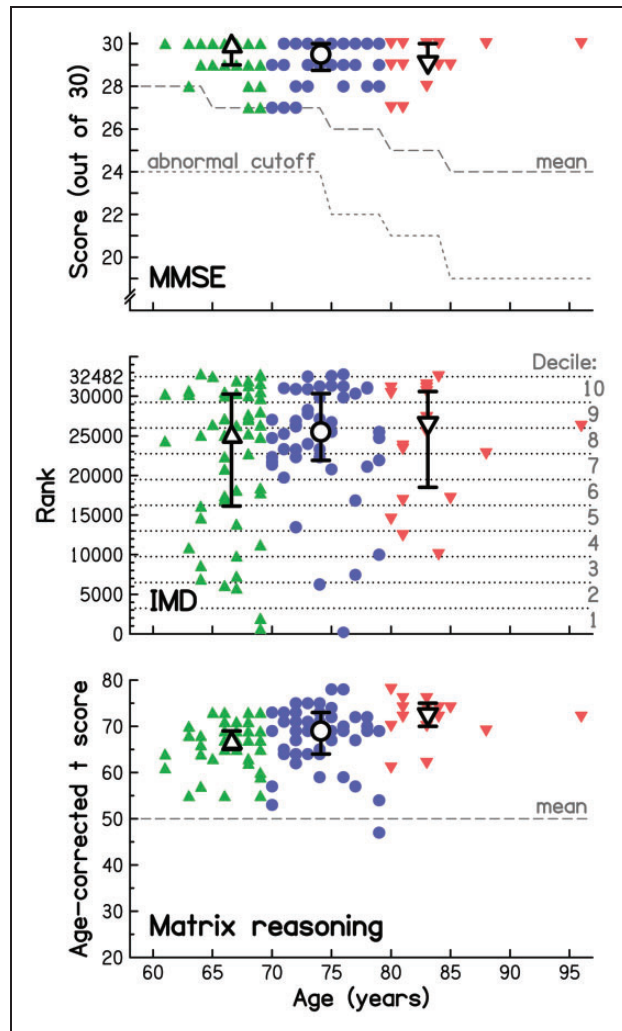 30
28
26
24
22
20
Score (out of 30)
abnormal cutoff
mean
MMSE
32482
30000
25000
20000
15000
10000
5000
0
Rank
Decile:
10
9
8
7
6
5
4
3
2
1
IMD
80
70
60
50
40
30
20
Age-corrected t score
mean
Matrix reasoning
60 65 70 75 80 85 90 95
Age (years)